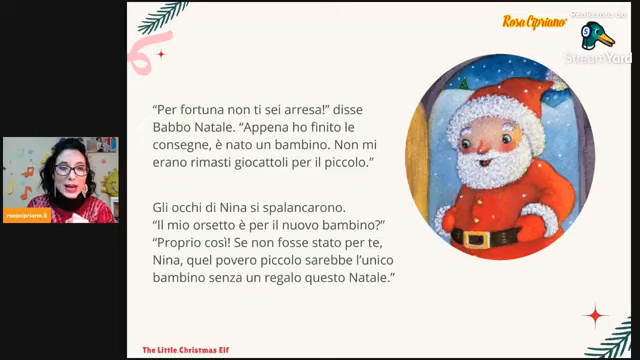 Rosa Cipriano
StreamYard
“Per fortuna non ti sei arresa!” disse
Babbo Natale. “Appena ho finito le
consegne, è nato un bambino. Non mi
erano rimasti giocattoli per il piccolo.”
Gli occhi di Nina si spalancarono.
“Il mio orsetto è per il nuovo bambino?”
“Proprio così! Se non fosse stato per te,
Nina, quel povero piccolo sarebbe l’unico
bambino senza un regalo questo Natale.”
rosacipriano.it
The Little Christmas Elf